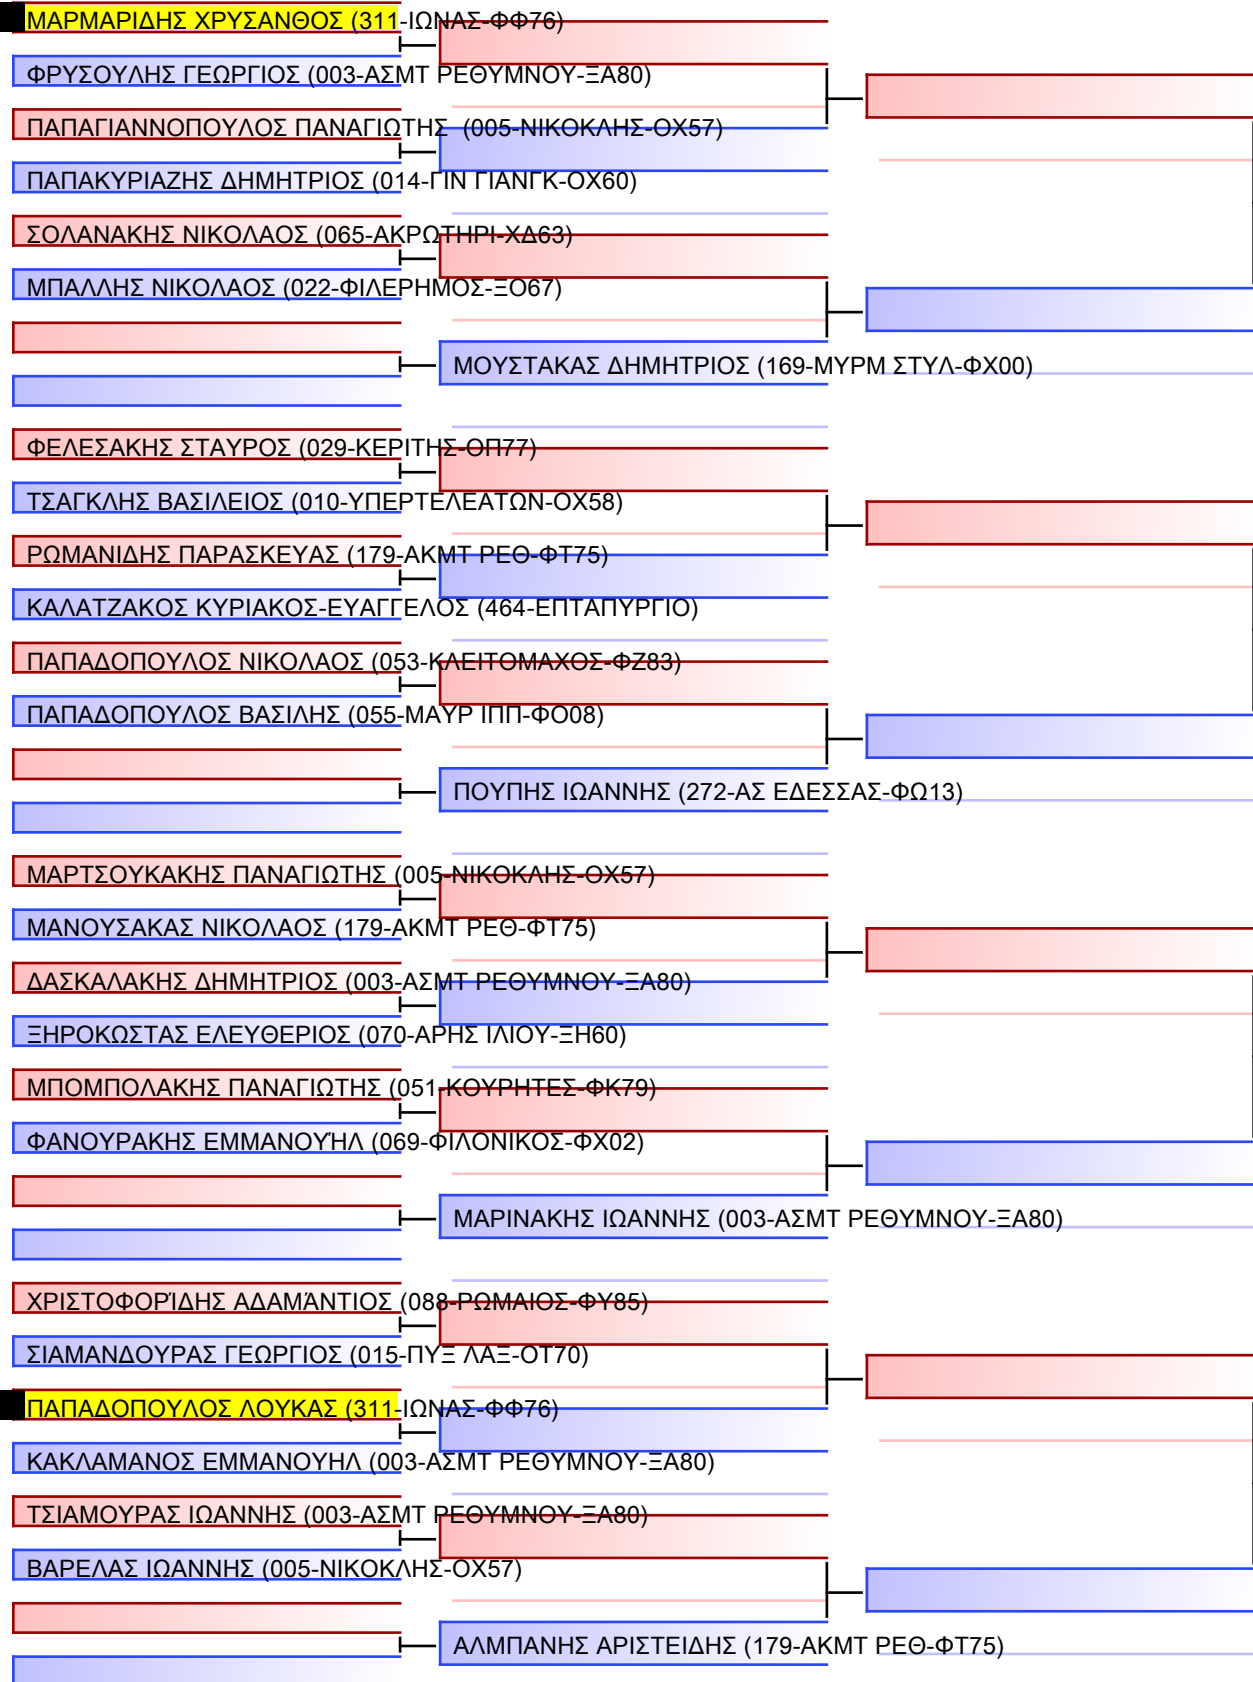 ΜΑΡΜΑΡΙΔΗΣ ΧΡΥΣΑΝΘΟΣ (311-ΙΩΝΑΣ-ΦΦ76)
ΦΡΥΣΟΥΛΗΣ ΓΕΩΡΓΙΟΣ (003-ΑΣΜΤ ΡΕΘΥΜΝΟΥ-ΞΑ80)
ΠΑΠΑΓΙΑΝΝΟΠΟΥΛΟΣ ΠΑΝΑΓΙΩΤΗΣ (005-ΝΙΚΟΚΛΗΣ-ΟΧ57)
ΠΑΠΑΚΥΡΙΑΖΗΣ ΔΗΜΗΤΡΙΟΣ (014-ΓΙΝ ΓΙΑΝΓΚ-ΟΧ60)
ΣΟΛΑΝΑΚΗΣ ΝΙΚΟΛΑΟΣ (065-ΑΚΡΩΤΗΡΙ-ΧΔ63)
ΜΠΑΛΛΗΣ ΝΙΚΟΛΑΟΣ (022-ΦΙΛΕΡΗΜΟΣ-ΞΟ67)
ΜΟΥΣΤΑΚΑΣ ΔΗΜΗΤΡΙΟΣ (169-ΜΥΡΜ ΣΤΥΛ-ΦΧ00)
ΦΕΛΕΣΑΚΗΣ ΣΤΑΥΡΟΣ (029-ΚΕΡΙΤΗΣ-ΟΠ77)
ΤΣΑΓΚΛΗΣ ΒΑΣΙΛΕΙΟΣ (010-ΥΠΕΡΤΕΛΕΑΤΩΝ-ΟΧ58)
ΡΩΜΑΝΙΔΗΣ ΠΑΡΑΣΚΕΥΑΣ (179-ΑΚΜΤ ΡΕΘ-ΦΤ75)
ΚΑΛΑΤΖΑΚΟΣ ΚΥΡΙΑΚΟΣ-ΕΥΑΓΓΕΛΟΣ (464-ΕΠΤΑΠΥΡΓΙΟ)
ΠΑΠΑΔΟΠΟΥΛΟΣ ΝΙΚΟΛΑΟΣ (053-ΚΛΕΙΤΟΜΑΧΟΣ-ΦΖ83)
ΠΑΠΑΔΟΠΟΥΛΟΣ ΒΑΣΙΛΗΣ (055-ΜΑΥΡ ΙΠΠ-ΦΟ08)
ΠΟΥΠΗΣ ΙΩΑΝΝΗΣ (272-ΑΣ ΕΔΕΣΣΑΣ-ΦΩ13)
ΜΑΡΤΣΟΥΚΑΚΗΣ ΠΑΝΑΓΙΩΤΗΣ (005-ΝΙΚΟΚΛΗΣ-ΟΧ57)
ΜΑΝΟΥΣΑΚΑΣ ΝΙΚΟΛΑΟΣ (179-ΑΚΜΤ ΡΕΘ-ΦΤ75)
ΔΑΣΚΑΛΑΚΗΣ ΔΗΜΗΤΡΙΟΣ (003-ΑΣΜΤ ΡΕΘΥΜΝΟΥ-ΞΑ80)
ΞΗΡΟΚΩΣΤΑΣ ΕΛΕΥΘΕΡΙΟΣ (070-ΑΡΗΣ ΙΛΙΟΥ-ΞΗ60)
ΜΠΟΜΠΟΛΑΚΗΣ ΠΑΝΑΓΙΩΤΗΣ (051-ΚΟΥΡΗΤΕΣ-ΦΚ79)
ΦΑΝΟΥΡΑΚΗΣ ΕΜΜΑΝΟΥΉΛ (069-ΦΙΛΟΝΙΚΟΣ-ΦΧ02)
ΜΑΡΙΝΑΚΗΣ ΙΩΑΝΝΗΣ (003-ΑΣΜΤ ΡΕΘΥΜΝΟΥ-ΞΑ80)
ΧΡΙΣΤΟΦΟΡΊΔΗΣ ΑΔΑΜΆΝΤΙΟΣ (088-ΡΩΜΑΙΟΣ-ΦΥ85)
ΣΙΑΜΑΝΔΟΥΡΑΣ ΓΕΩΡΓΙΟΣ (015-ΠΥΞ ΛΑΞ-ΟΤ70)
ΠΑΠΑΔΟΠΟΥΛΟΣ ΛΟΥΚΑΣ (311-ΙΩΝΑΣ-ΦΦ76)
ΚΑΚΛΑΜΑΝΟΣ ΕΜΜΑΝΟΥΗΛ (003-ΑΣΜΤ ΡΕΘΥΜΝΟΥ-ΞΑ80)
ΤΣΙΑΜΟΥΡΑΣ ΙΩΑΝΝΗΣ (003-ΑΣΜΤ ΡΕΘΥΜΝΟΥ-ΞΑ80)
ΒΑΡΕΛΑΣ ΙΩΑΝΝΗΣ (005-ΝΙΚΟΚΛΗΣ-ΟΧ57)
ΑΛΜΠΑΝΗΣ ΑΡΙΣΤΕΙΔΗΣ (179-ΑΚΜΤ ΡΕΘ-ΦΤ75)